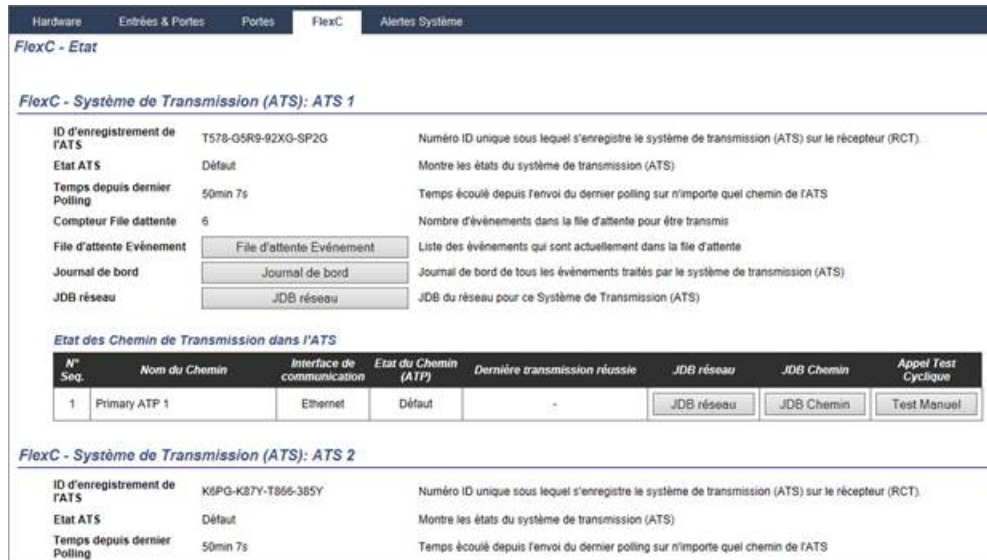 Hardware Entrées & Portes Portes FlexC Alertes Système
FlexC - Etat
FlexC - Système de Transmission (ATS): ATS 1
ID d'enregistrement de l'ATS T578-G5R9-92XG-SP2G Numéro ID unique sous lequel s'enregistre le système de transmission (ATS) sur le récepteur (RCT).
Etat ATS Défaut Montre les états du système de transmission (ATS)
Temps depuis dernier Polling 50min 7s Temps écoulé depuis l'envoi du dernier polling sur n'importe quel chemin de l'ATS
Compteur File dattente 6 Nombre d'évènements dans la file d'attente pour être transmis
File d'attente Evénement File d'attente Evénement Liste des évènements qui sont actuellement dans la file d'attente
Journal de bord Journal de bord Journal de bord de tous les évènements traités par le système de transmission (ATS)
JDB réseau JDB réseau JDB du réseau pour ce Système de Transmission (ATS)
Etat des Chemin de Transmission dans l'ATS
N° Seq. Nom du Chemin Interface de communication Etat du Chemin (ATP) Dernière transmission réussie JDB réseau JDB Chemin Appel Test Cyclique
1 Primary ATP 1 Ethernet Défaut - JDB réseau JDB Chemin Test Manuel
FlexC - Système de Transmission (ATS): ATS 2
ID d'enregistrement de l'ATS K6PG-K87Y-T866-385Y Numéro ID unique sous lequel s'enregistre le système de transmission (ATS) sur le récepteur (RCT).
Etat ATS Défaut Montre les états du système de transmission (ATS)
Temps depuis dernier Polling 50min 7s Temps écoulé depuis l'envoi du dernier polling sur n'importe quel chemin de l'ATS